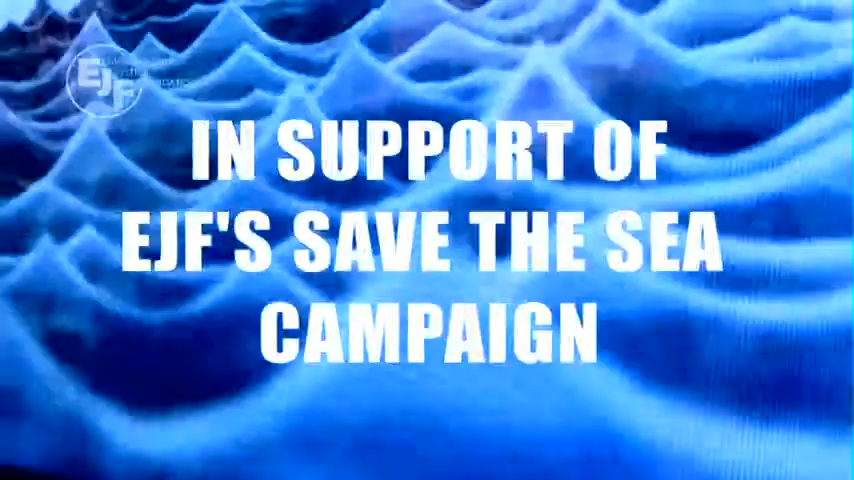 EJF
IN SUPPORT OF
EJF'S SAVE THE SEA
CAMPAIGN